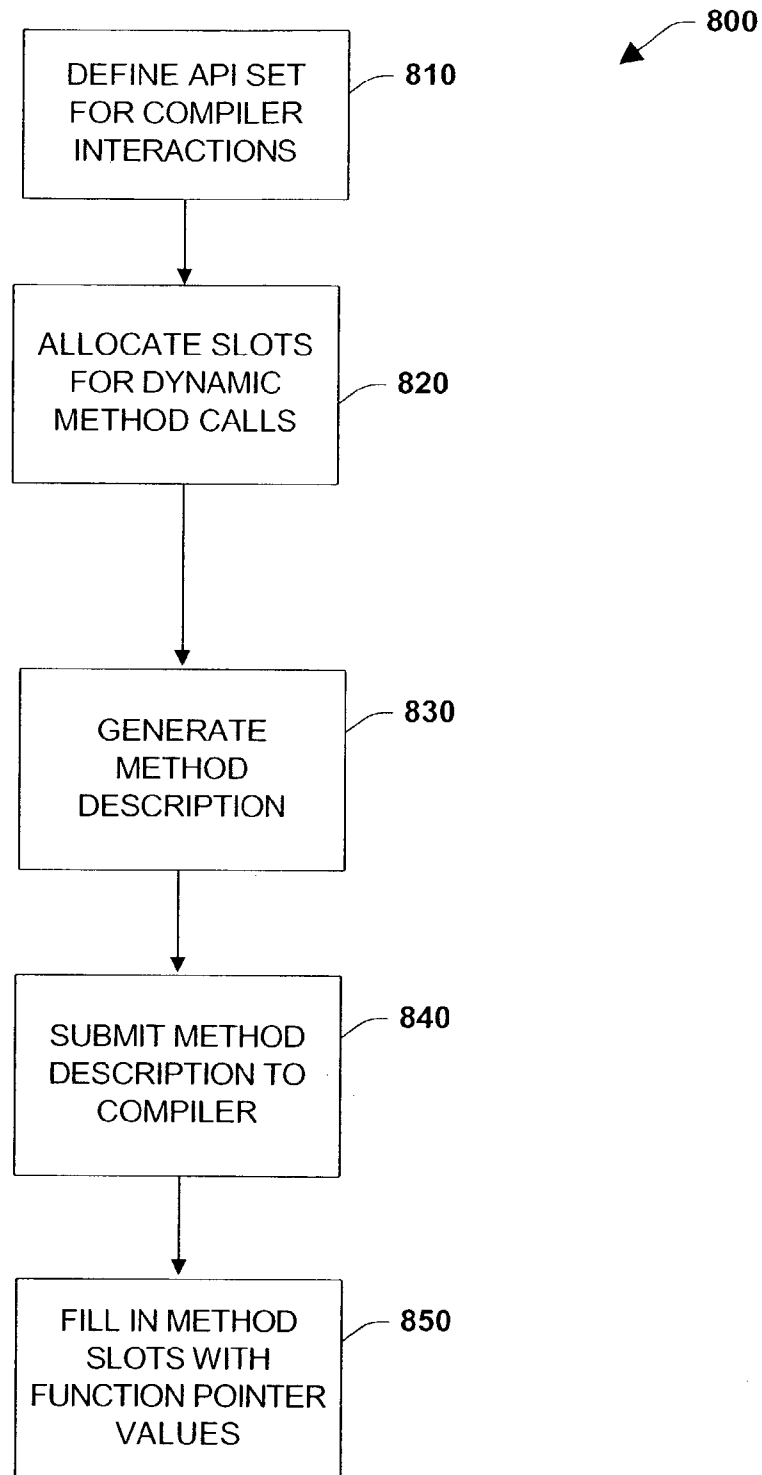 800
DEFINE API SET
FOR COMPILER
INTERACTIONS
810
ALLOCATE SLOTS
FOR DYNAMIC
METHOD CALLS
820
GENERATE
METHOD
DESCRIPTION
830
SUBMIT METHOD
DESCRIPTION TO
COMPILER
840
FILL IN METHOD
SLOTS WITH
FUNCTION POINTER
VALUES
850